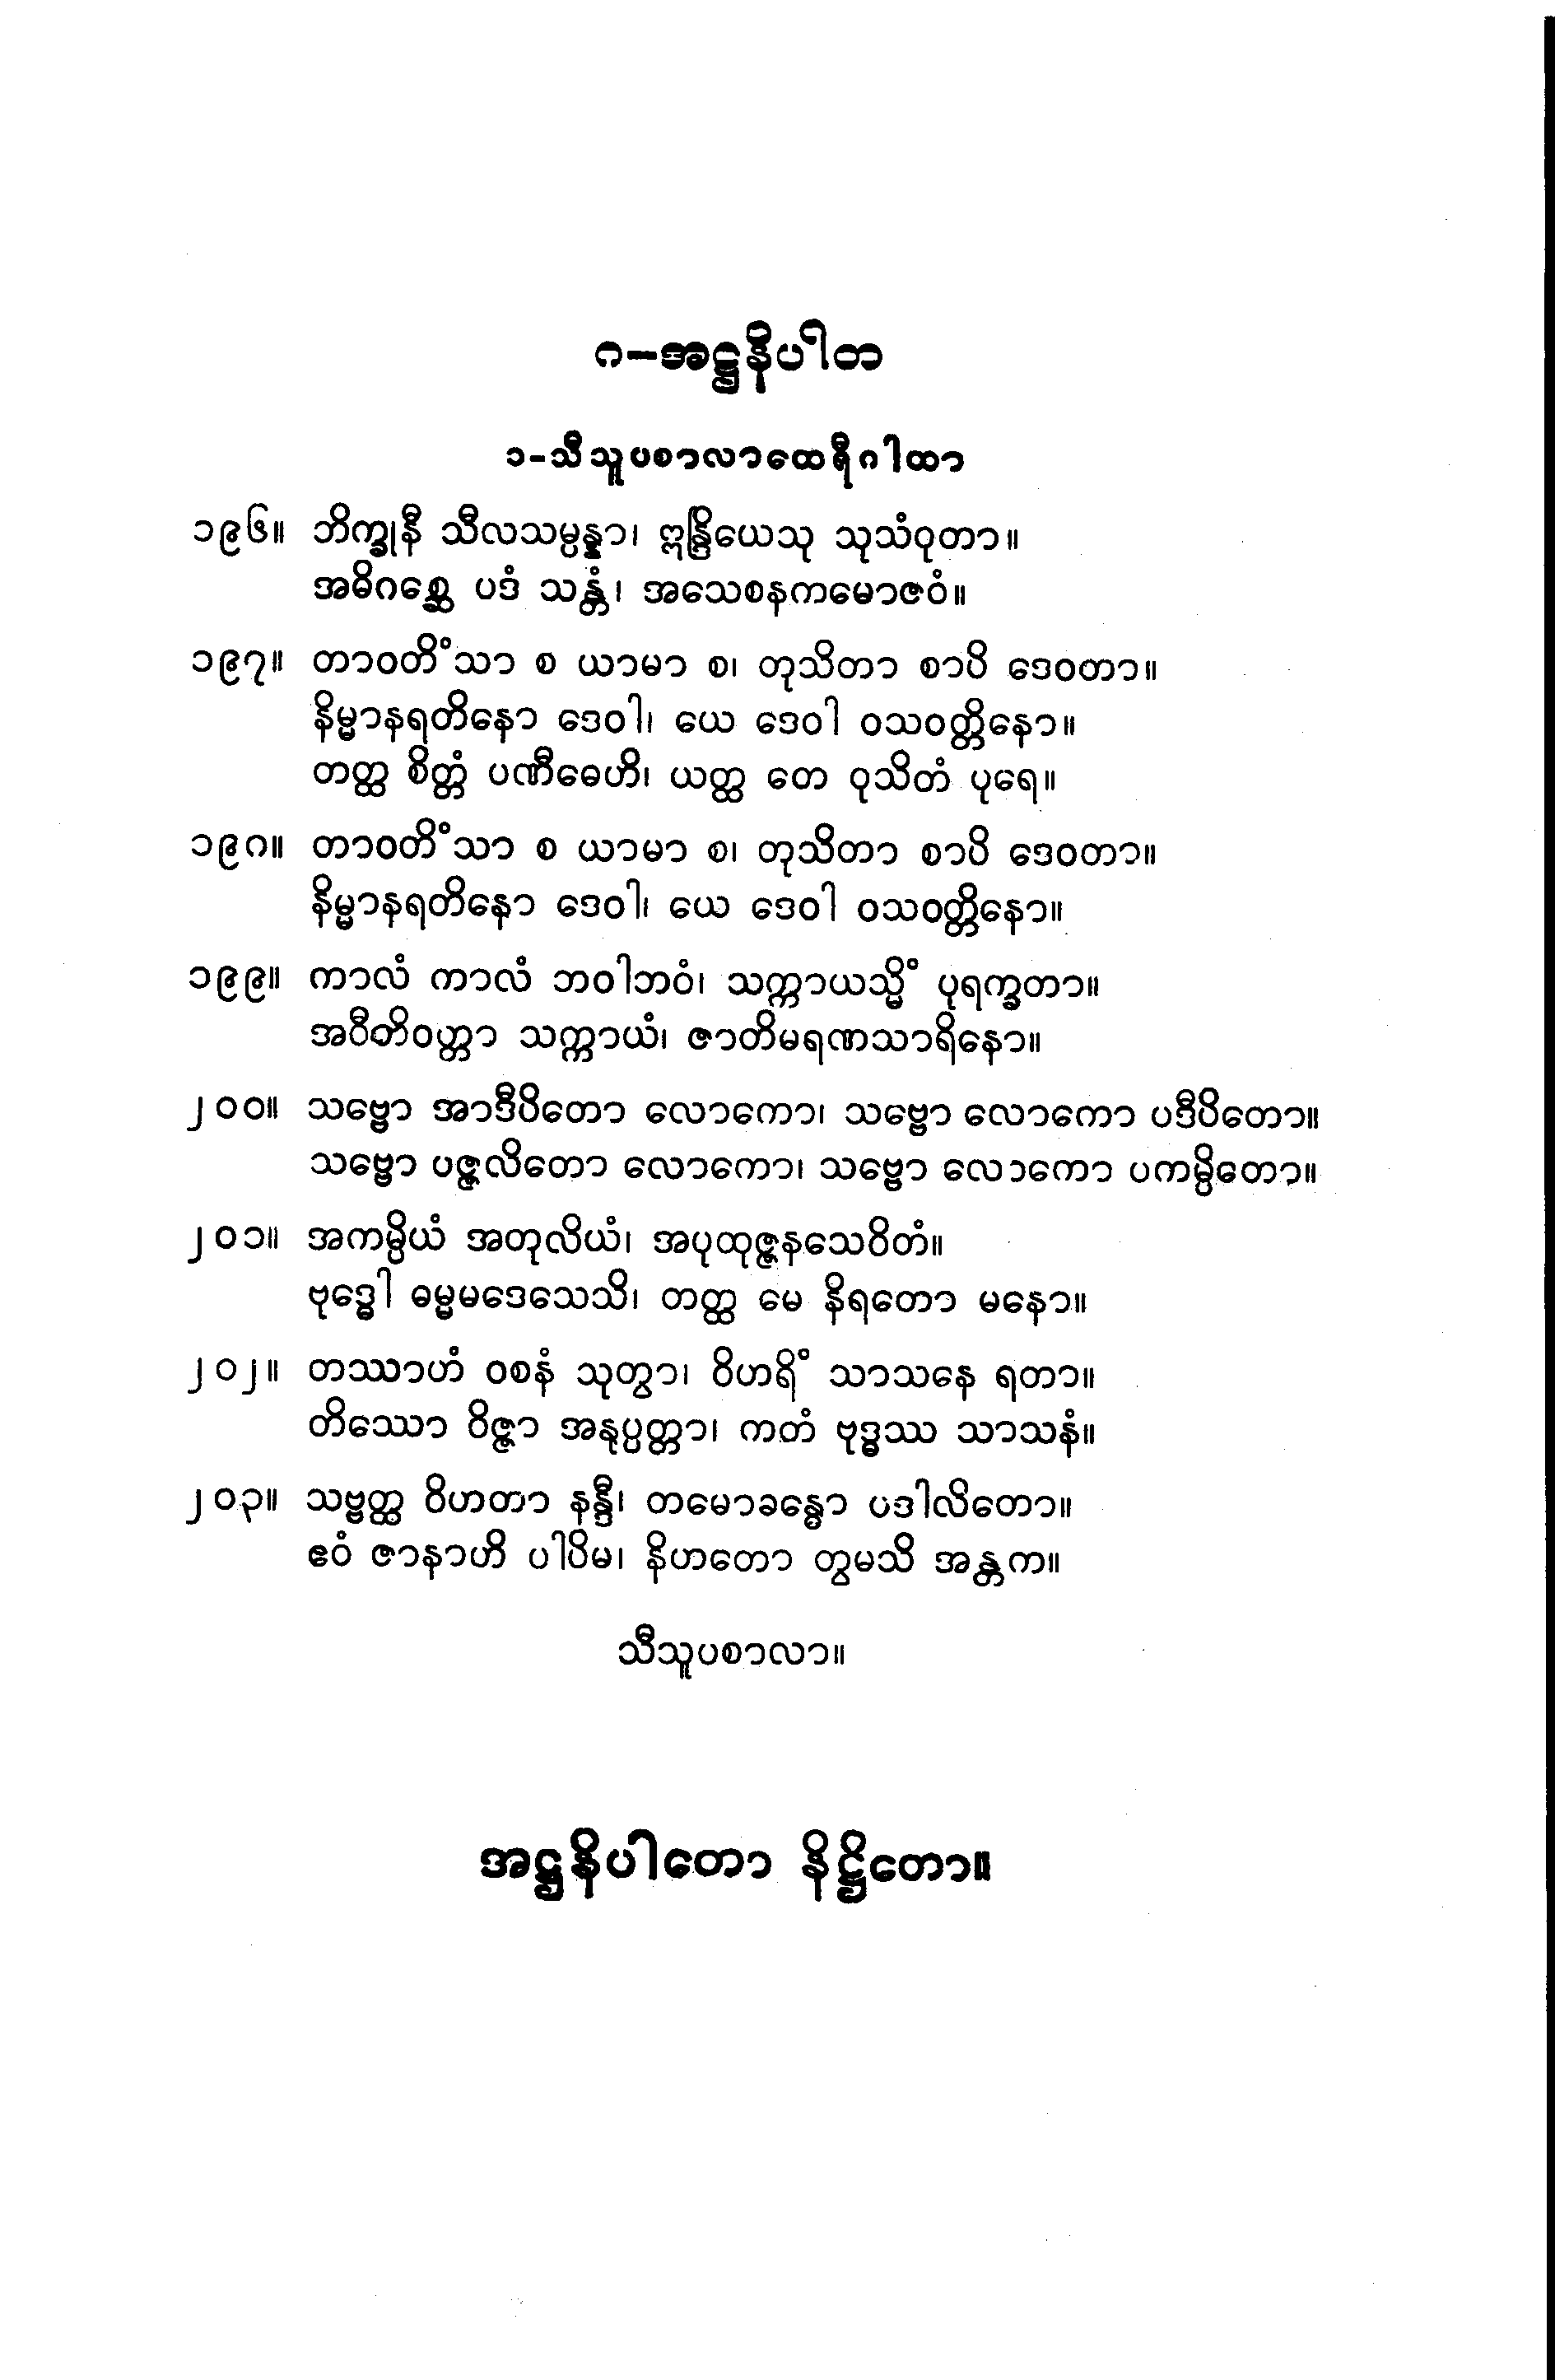 ၈-အဋ္ဌနိပါတ
၁-သီသူပစာလာထေရီဂါထာ
၁၉၆။ ဘိက္ခုနီ သီလသမ္ပန္နာ၊ ဣန္ဒြိယေသု သုသံဝုတာ။
အဓိဂစ္ဆေ ပဒံ သန္တံ၊ အသေစနကမောဇဝံ။
၁၉၇။ တာဝတိံသာ စ ယာမာ စ၊ တုသိတာ စာပိ ဒေဝတာ။
နိမ္မာနရတိနော ဒေဝါ၊ ယေ ဒေဝါ ဝသဝတ္တိနော။
တတ္ထ စိတ္တံ ပဏီဓေဟိ၊ ယတ္ထ တေ ဝုသိတံ ပုရေ။
၁၉၈။ တာဝတိံသာ စ ယာမာ စ၊ တုသိတာ စာပိ ဒေဝတာ။
နိမ္မာနရတိနော ဒေဝါ၊ ယေ ဒေဝါ ဝသဝတ္တိနော။
၁၉၉။ ကာလံ ကာလံ ဘဝါဘဝံ၊ သက္ကာယသ္မိံ ပုရက္ခတာ။
အဝီတိဝတ္တာ သက္ကာယံ၊ ဇာတိမရဏသာရိနော။
၂၀၀။ သဗ္ဗော အာဒီပိတော လောကော၊ သဗ္ဗော လောကော ပဒီပိတော။
သဗ္ဗော ပဇ္ဇလိတော လောကော၊ သဗ္ဗော လောကော ပကမ္ပိတော။
၂၀၁။ အကမ္ပိယံ အတုလိယံ၊ အပုထုဇ္ဇနသေဝိတံ။
ဗုဒ္ဓေါ ဓမ္မမဒေသေသိ၊ တတ္ထ မေ နိရတော မနော။
၂၀၂။ တဿာဟံ ဝစနံ သုတွာ၊ ဝိဟရိံ သာသနေ ရတာ။
တိဿော ဝိဇ္ဇာ အနုပ္ပတ္တာ၊ ကတံ ဗုဒ္ဓဿ သာသနံ။
၂၀၃။ သဗ္ဗတ္ထ ဝိဟတာ နန္ဒီ၊ တမောခန္ဓော ပဒါလိတော။
ဧဝံ ဇာနာဟိ ပါပိမ၊ နိဟတော တွမသိ အန္တက။
သီသူပစာလာ။
အဋ္ဌနိပါတော နိဋ္ဌိတော။